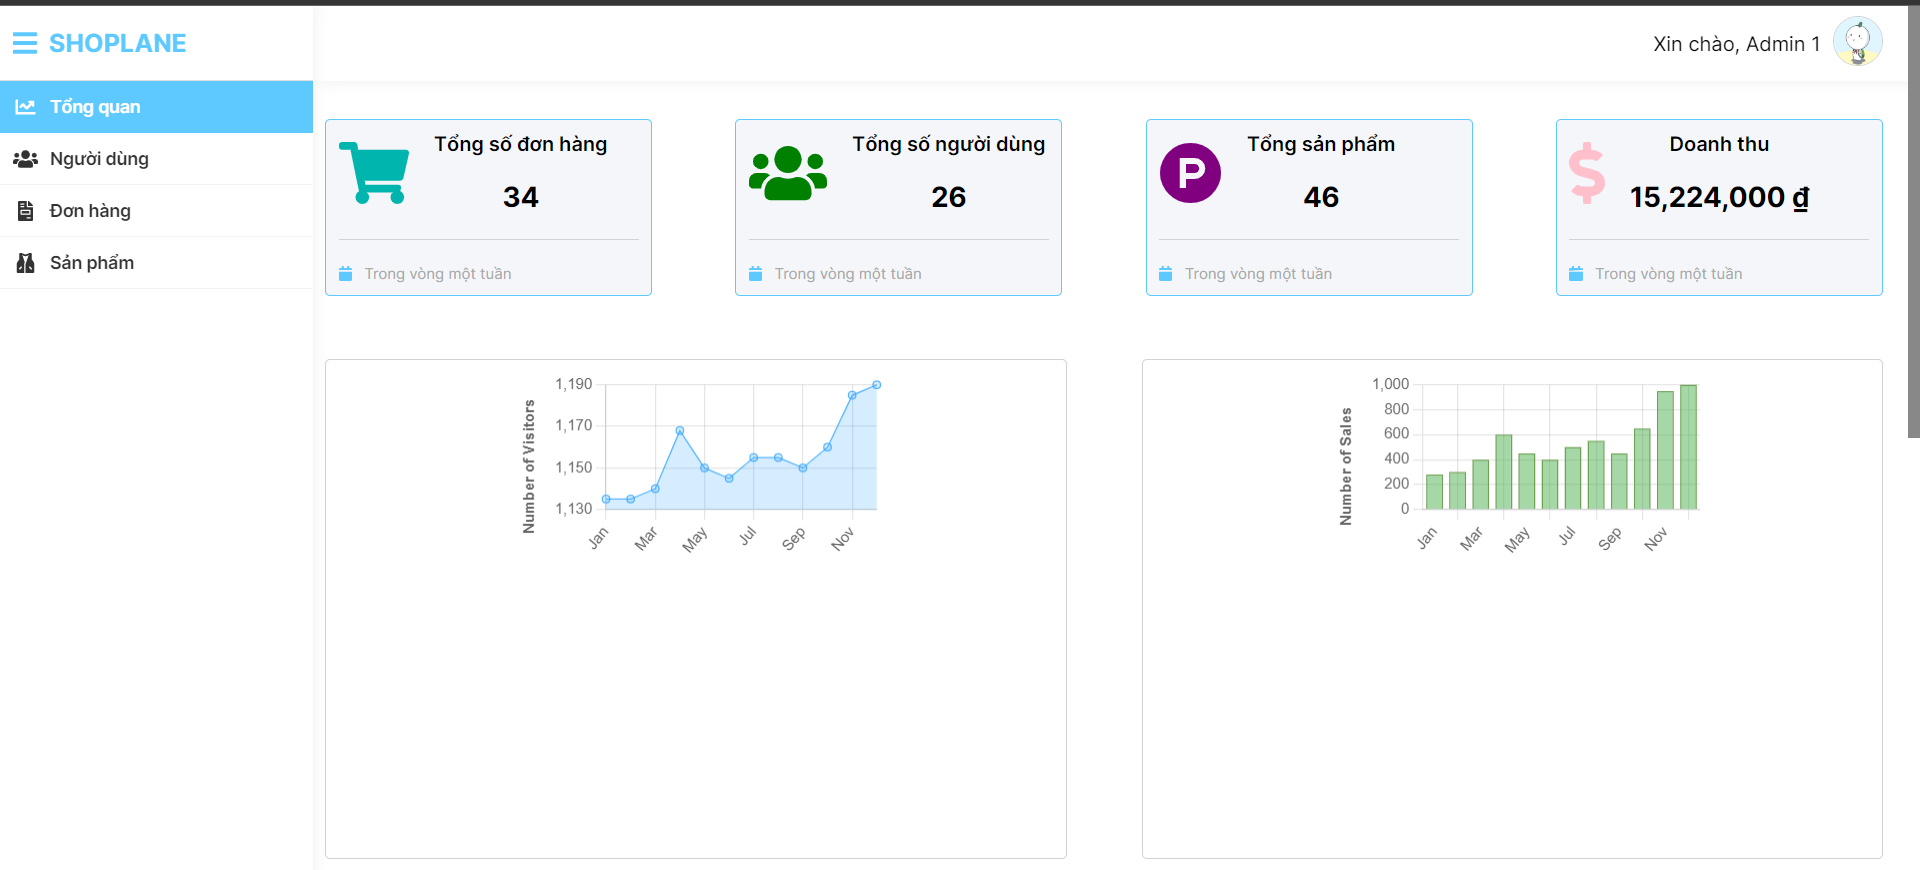 SHOPLANE
Xin chào, Admin 1
Tổng quan
Người dùng
Đơn hàng
Sản phẩm
Tổng số đơn hàng
34
Trong vòng một tuần
Tổng số người dùng
26
Trong vòng một tuần
P
Tổng sản phẩm
46
Trong vòng một tuần
$
Doanh thu
15,224,000 ₫
Trong vòng một tuần
Number of Visitors
1,190
1,170
1,150
1,130
Jan Mar May Jul Sep Nov
Number of Sales
1,000
800
600
400
200
0
Jan Mar May Jul Sep Nov